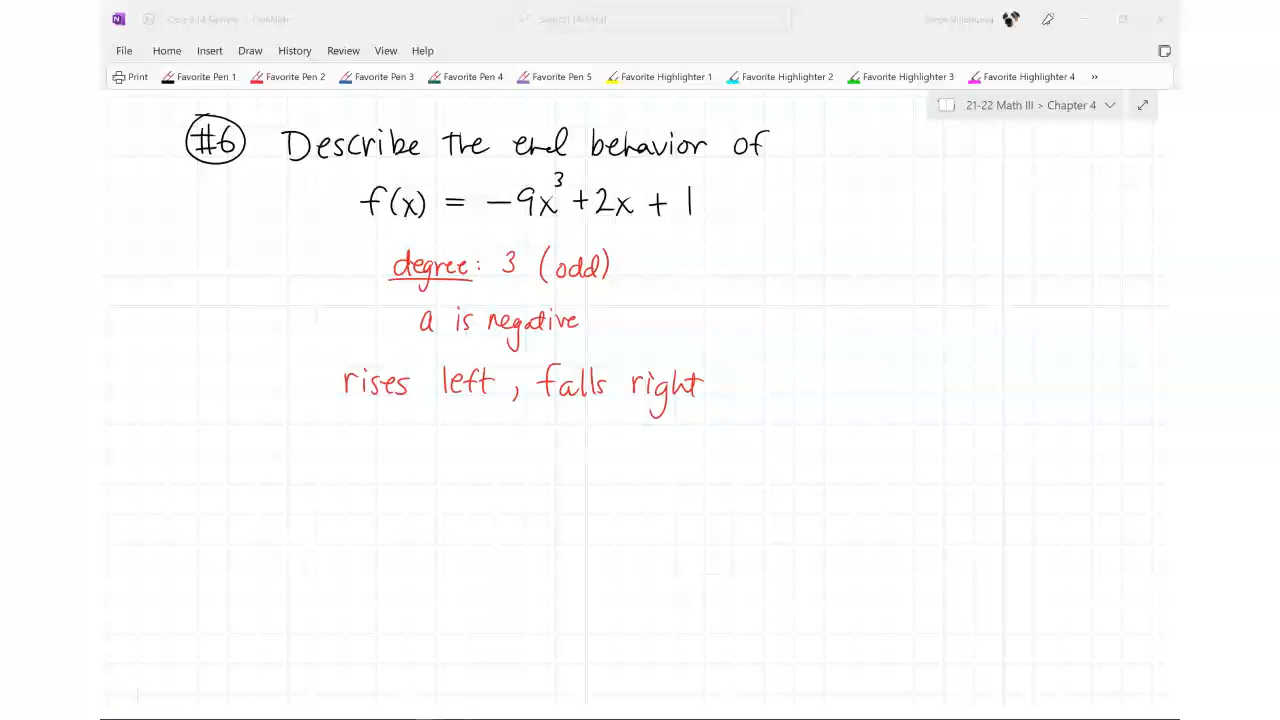 File Home Insert Draw History Review View Help
Print Favorite Pen 1 Favorite Pen 2 Favorite Pen 3 Favorite Pen 4 Favorite Pen 5 Favorite Highlighter 1 Favorite Highlighter 2 Favorite Highlighter 3 Favorite Highlighter 4 »
21-22 Math III > Chapter 4
#6 Describe the end behavior of
f(x) = -9x³ + 2x + 1
degree: 3 (odd)
a is negative
rises left, falls right